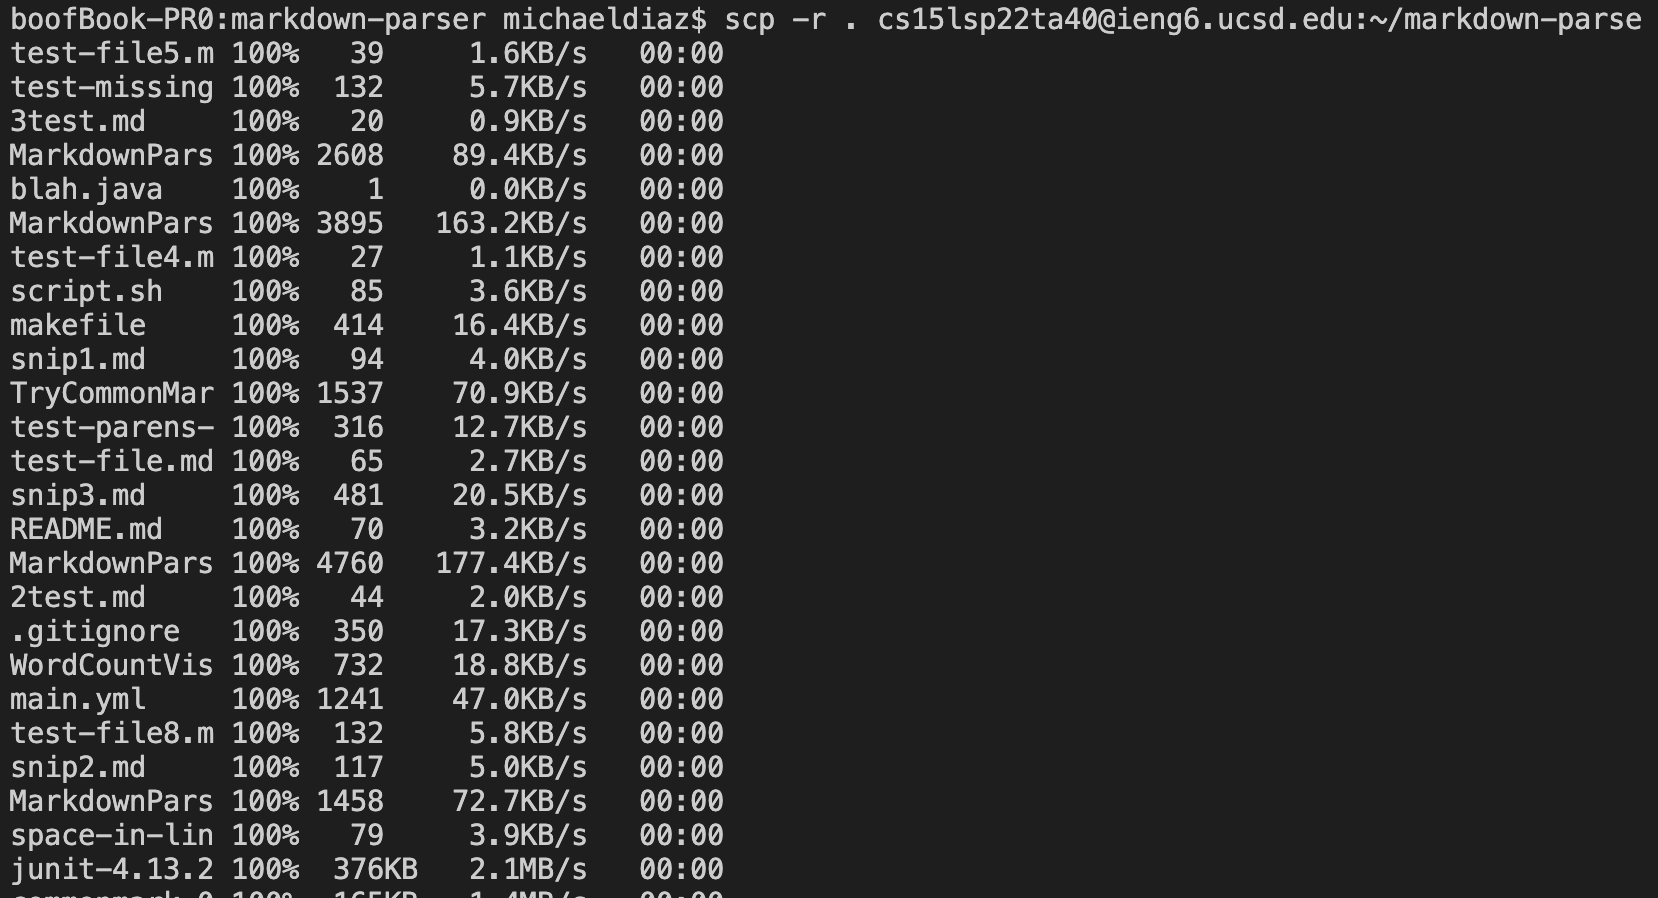 boofBook-PR0:markdown-parser michaeldiaz$ scp -r . cs15lsp22ta40@ieng6.ucsd.edu:~/markdown-parse
test-file5.m 100%   39     1.6KB/s   00:00
test-missing 100%  132     5.7KB/s   00:00
3test.md     100%   20     0.9KB/s   00:00
MarkdownPars 100% 2608    89.4KB/s   00:00
blah.java    100%    1     0.0KB/s   00:00
MarkdownPars 100% 3895   163.2KB/s   00:00
test-file4.m 100%   27     1.1KB/s   00:00
script.sh    100%   85     3.6KB/s   00:00
makefile     100%  414    16.4KB/s   00:00
snip1.md     100%   94     4.0KB/s   00:00
TryCommonMar 100% 1537    70.9KB/s   00:00
test-parens- 100%  316    12.7KB/s   00:00
test-file.md 100%   65     2.7KB/s   00:00
snip3.md     100%  481    20.5KB/s   00:00
README.md    100%   70     3.2KB/s   00:00
MarkdownPars 100% 4760   177.4KB/s   00:00
2test.md     100%   44     2.0KB/s   00:00
.gitignore   100%  350    17.3KB/s   00:00
WordCountVis 100%  732    18.8KB/s   00:00
main.yml     100% 1241    47.0KB/s   00:00
test-file8.m 100%  132     5.8KB/s   00:00
snip2.md     100%  117     5.0KB/s   00:00
MarkdownPars 100% 1458    72.7KB/s   00:00
space-in-lin 100%   79     3.9KB/s   00:00
junit-4.13.2 100%  376KB   2.1MB/s   00:00